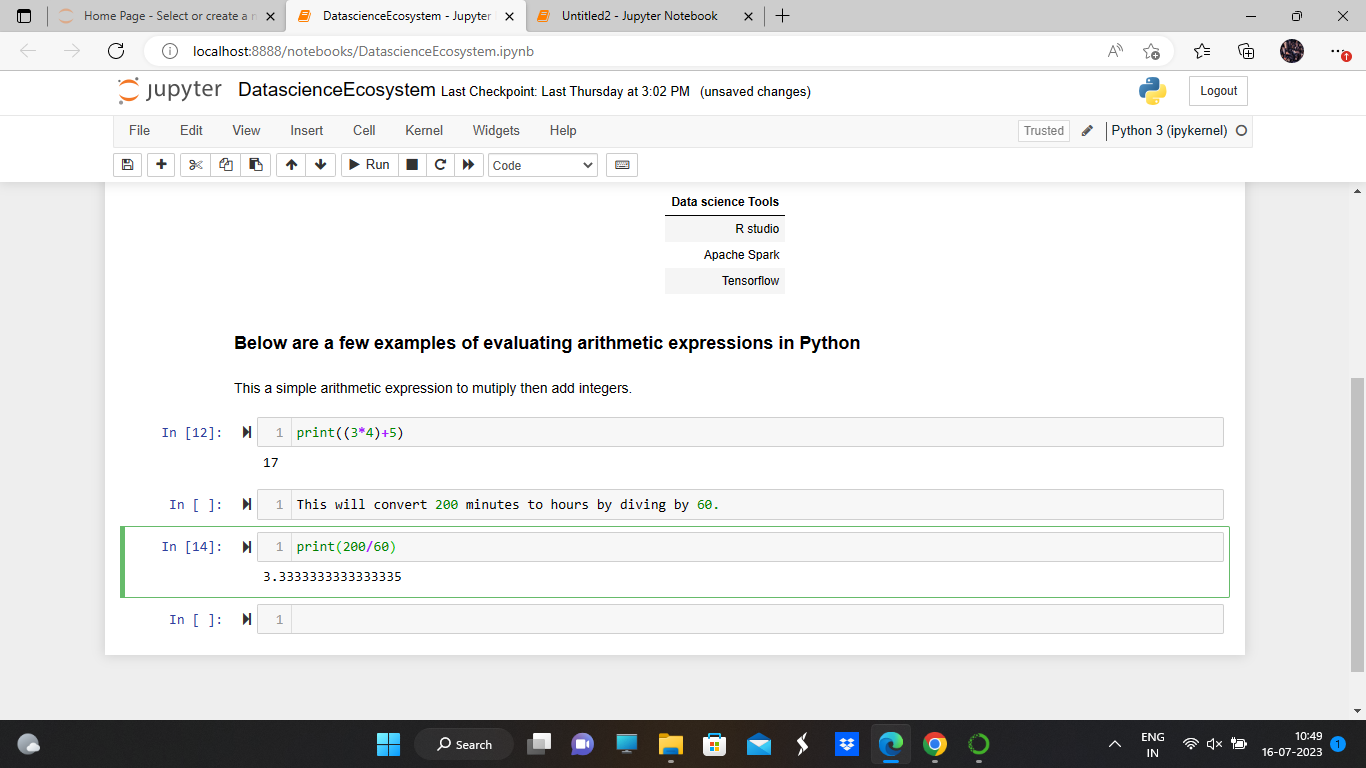 Home Page - Select or create a n
DatascienceEcosystem - Jupyter
Untitled2 - Jupyter Notebook
localhost:8888/notebooks/DatascienceEcosystem.ipynb
jupyter DatascienceEcosystem Last Checkpoint: Last Thursday at 3:02 PM (unsaved changes)
Logout
File Edit View Insert Cell Kernel Widgets Help
Trusted Python 3 (ipykernel)
Run Code
Data science Tools
R studio
Apache Spark
Tensorflow
Below are a few examples of evaluating arithmetic expressions in Python
This a simple arithmetic expression to mutiply then add integers.
In [12]: 1 print((3*4)+5)
17
In [ ]: 1 This will convert 200 minutes to hours by diving by 60.
In [14]: 1 print(200/60)
3.3333333333333335
In [ ]: 1
Search
ENG
IN
10:49
16-07-2023
1